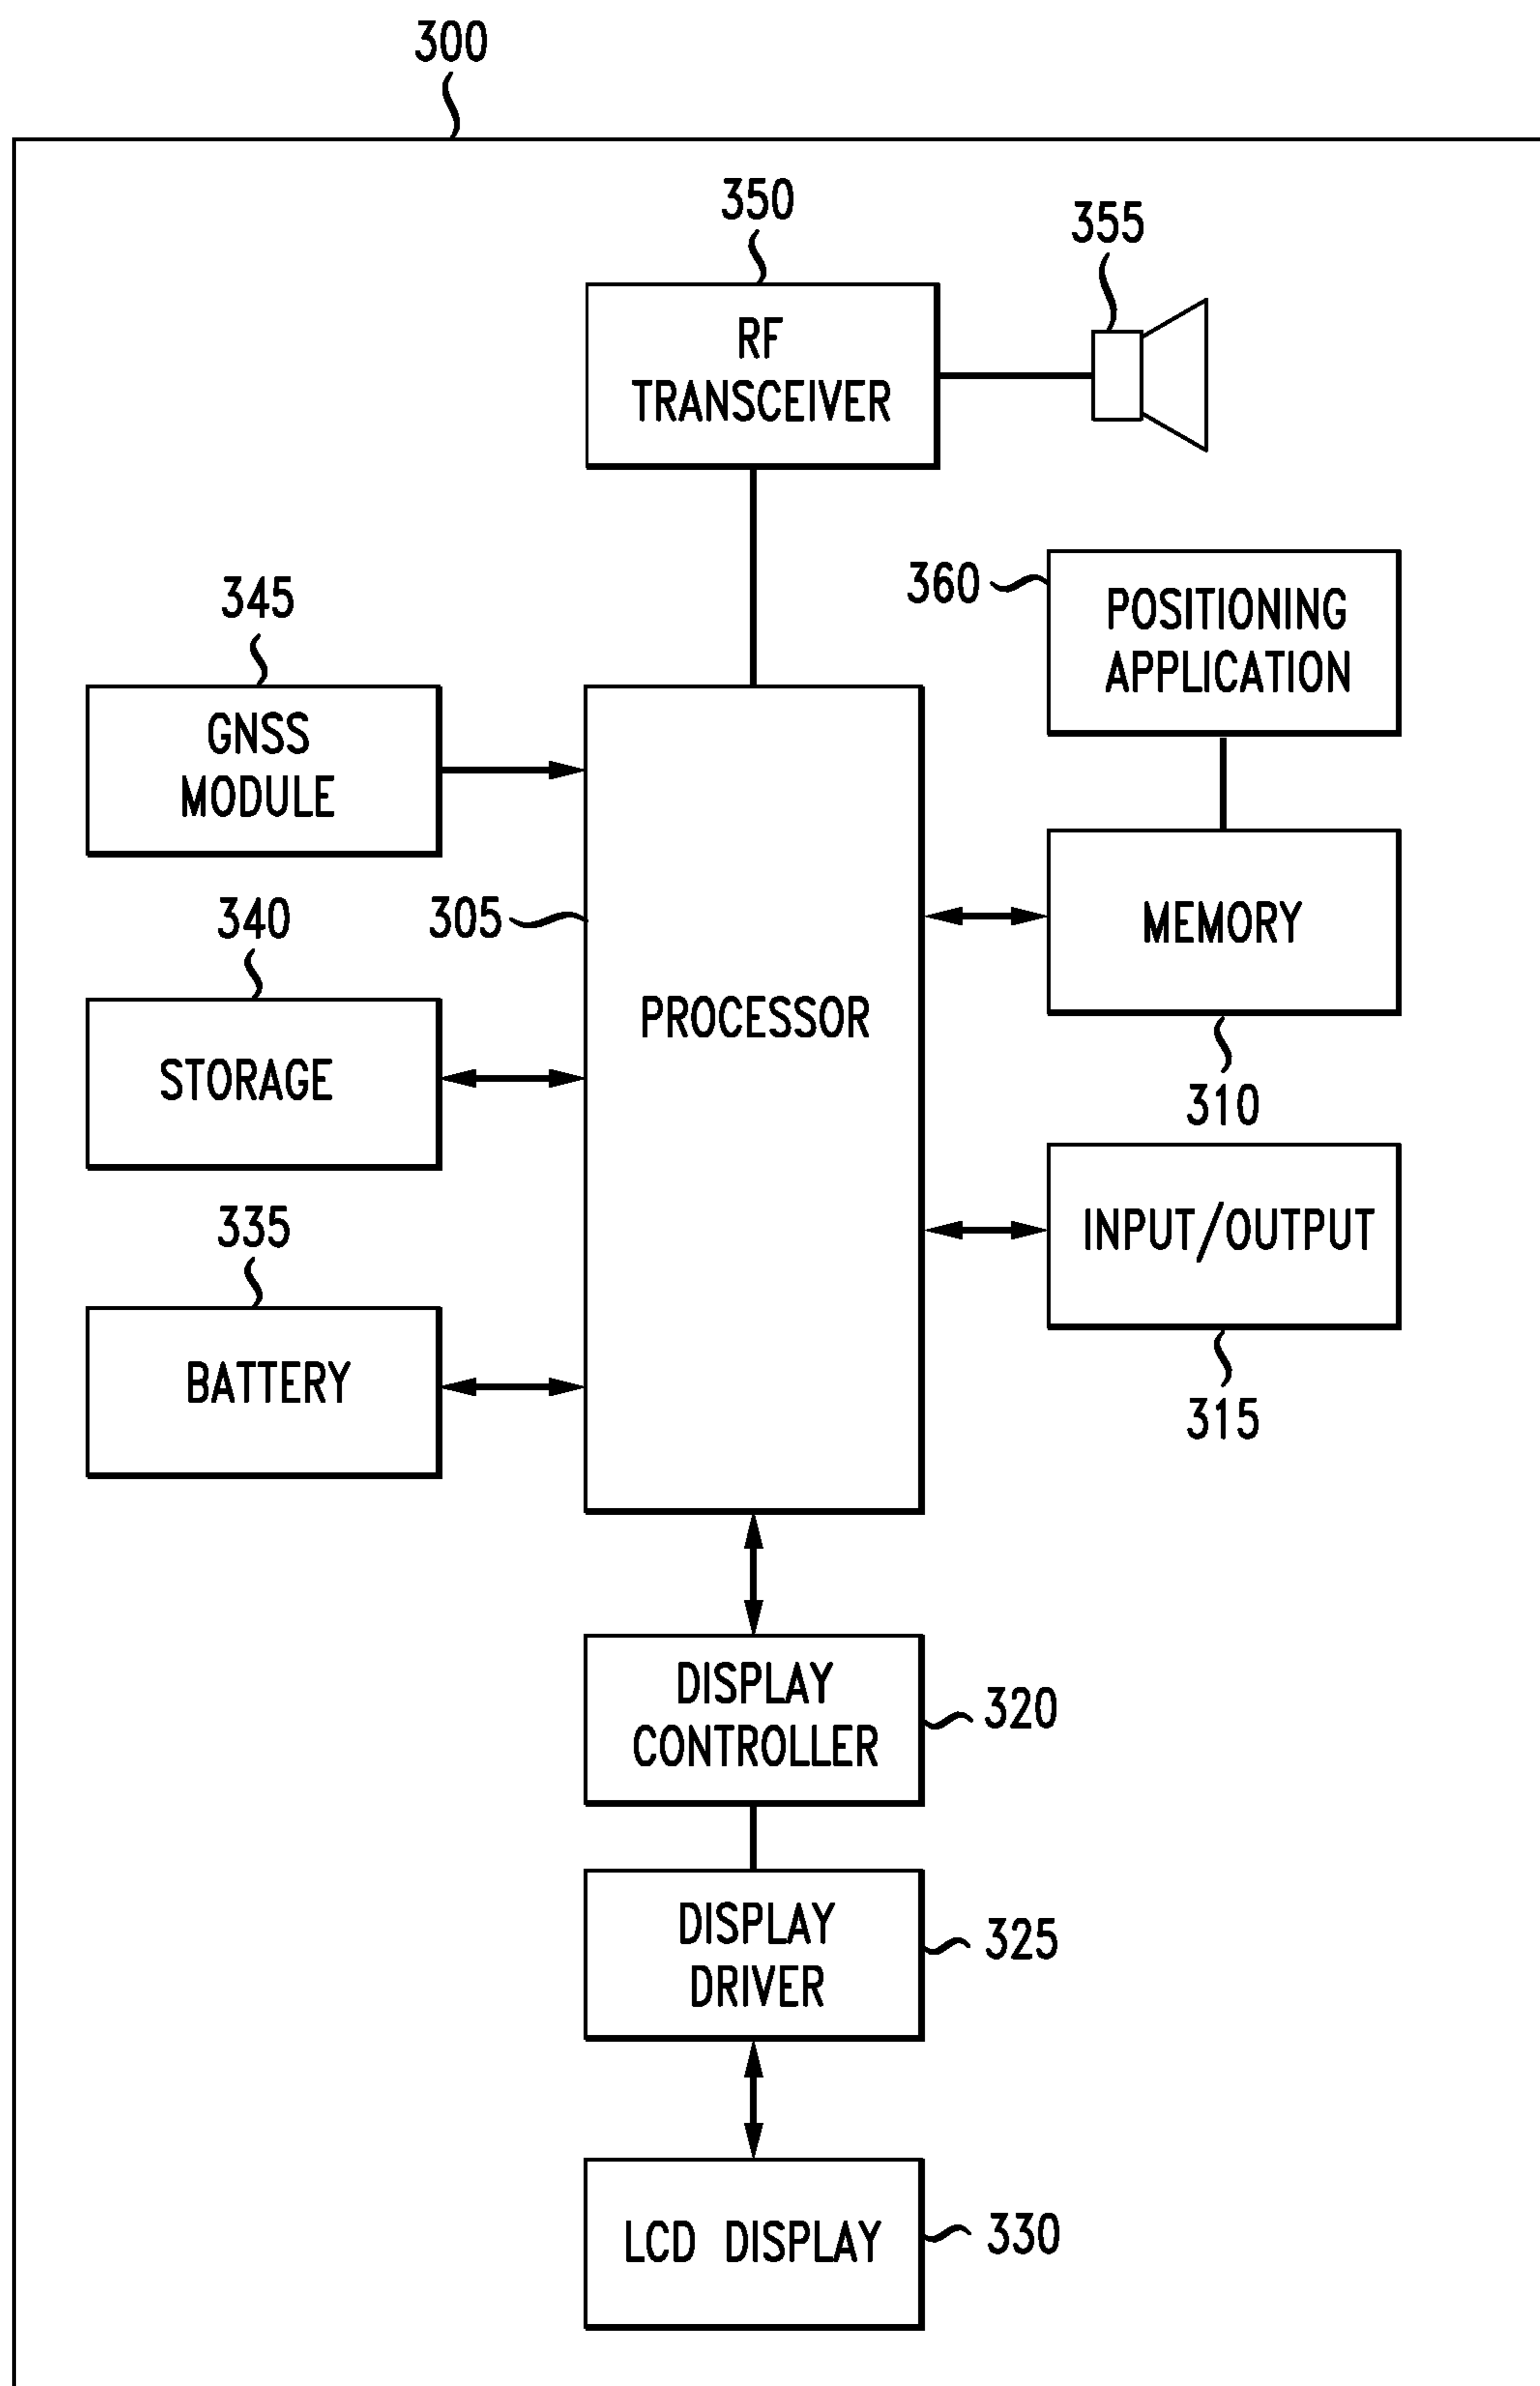 300
350
355
RF
TRANSCEIVER
360
POSITIONING
APPLICATION
345
GNSS
MODULE
340
305
MEMORY
PROCESSOR
STORAGE
310
335
INPUT/OUTPUT
BATTERY
315
DISPLAY
CONTROLLER
320
DISPLAY
DRIVER
325
LCD DISPLAY
330